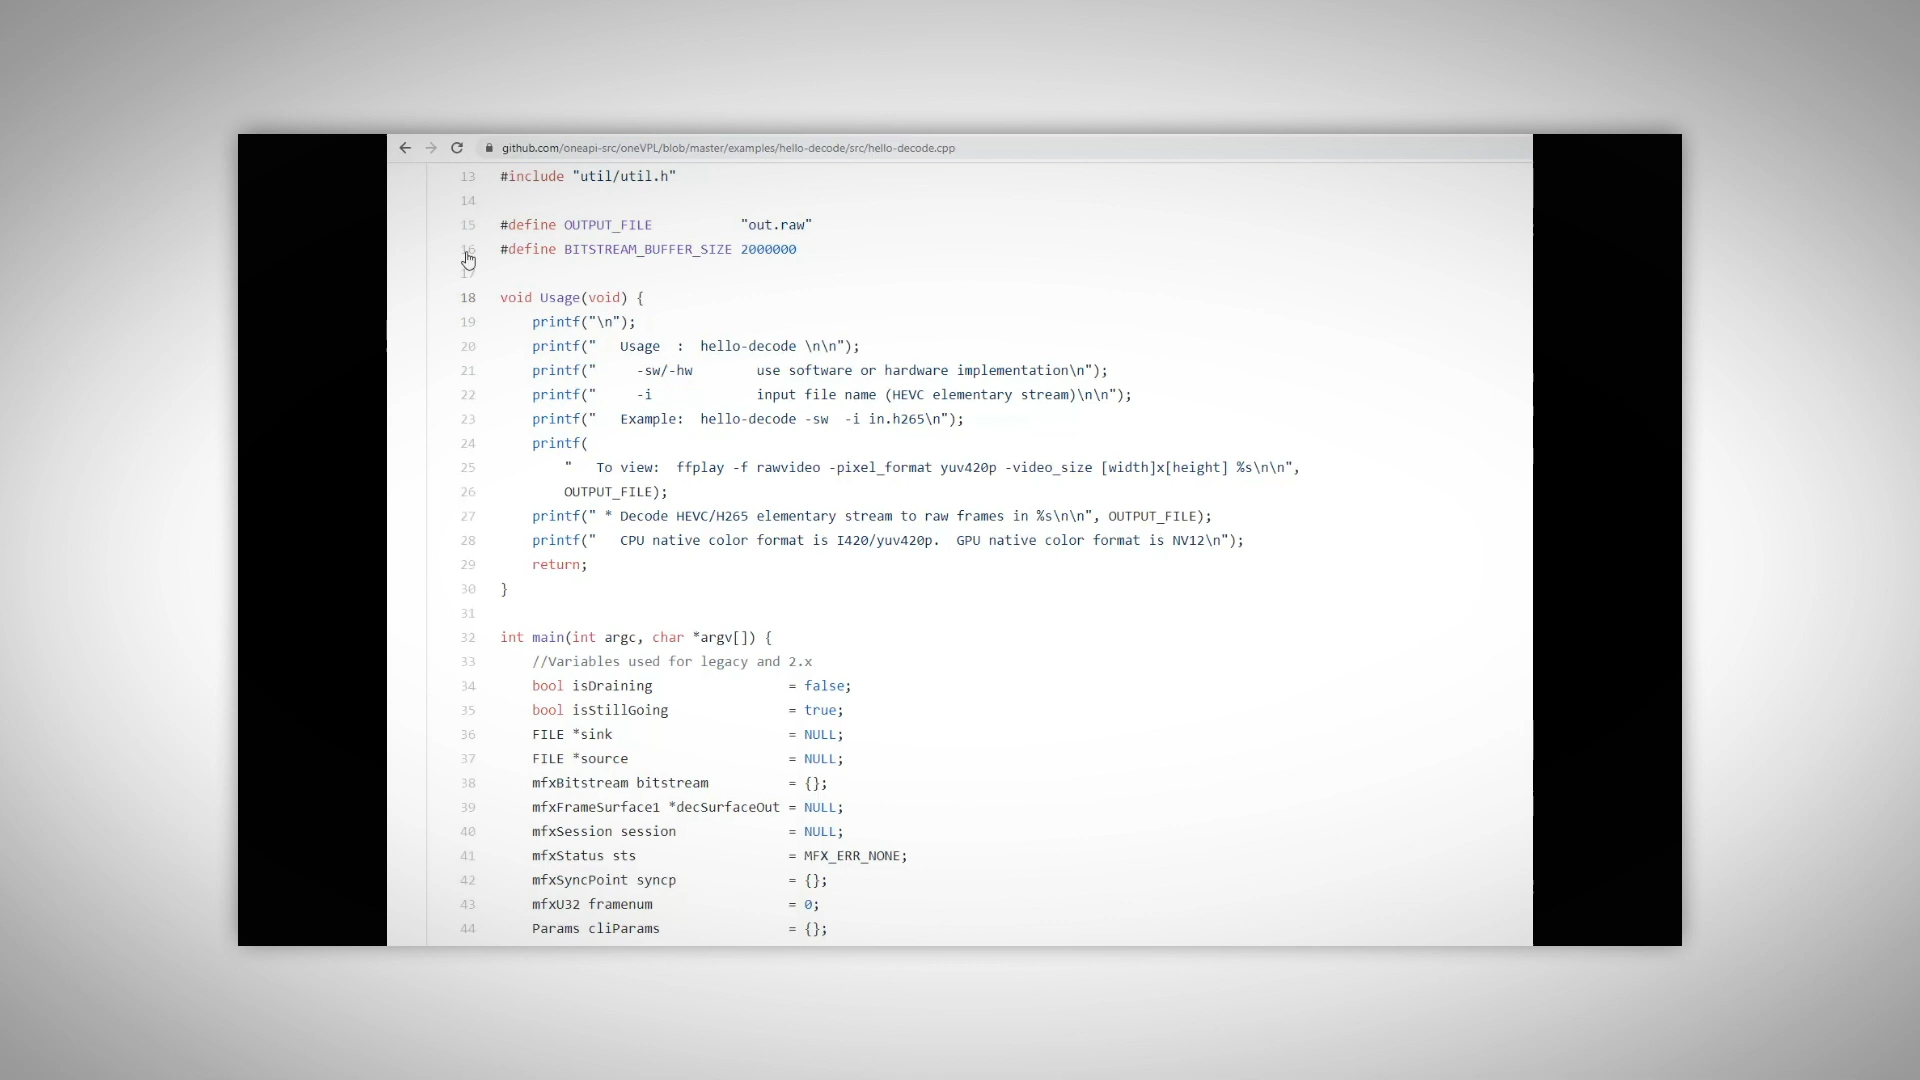 github.com/oneapi-src/oneVPL/blob/master/examples/hello-decode/src/hello-decode.cpp
13 #include "util/util.h"
14
15 #define OUTPUT_FILE           "out.raw"
16 #define BITSTREAM_BUFFER_SIZE 2000000
17
18 void Usage(void) {
19     printf("\n");
20     printf("   Usage  :  hello-decode \n\n");
21     printf("     -sw/-hw        use software or hardware implementation\n");
22     printf("     -i             input file name (HEVC elementary stream)\n\n");
23     printf("   Example:  hello-decode -sw  -i in.h265\n");
24     printf(
25         "   To view:  ffplay -f rawvideo -pixel_format yuv420p -video_size [width]x[height] %s\n\n",
26         OUTPUT_FILE);
27     printf(" * Decode HEVC/H265 elementary stream to raw frames in %s\n\n", OUTPUT_FILE);
28     printf("   CPU native color format is I420/yuv420p.  GPU native color format is NV12\n");
29     return;
30 }
31
32 int main(int argc, char *argv[]) {
33     //Variables used for legacy and 2.x
34     bool isDraining                 = false;
35     bool isStillGoing               = true;
36     FILE *sink                      = NULL;
37     FILE *source                    = NULL;
38     mfxBitstream bitstream          = {};
39     mfxFrameSurface1 *decSurfaceOut = NULL;
40     mfxSession session              = NULL;
41     mfxStatus sts                   = MFX_ERR_NONE;
42     mfxSyncPoint syncp              = {};
43     mfxU32 framenum                 = 0;
44     Params cliParams                = {};